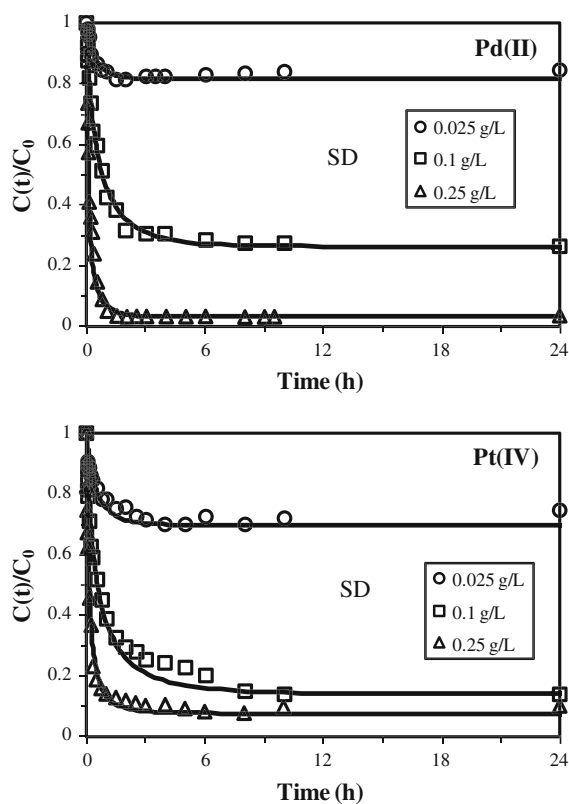 1
Pd(II)
0.8
0.025 g/L
0.1 g/L
0.25 g/L
SD
0.6
C(t)/C0
0.4
0.2
0
0 6 12 18 24
Time (h)
1
Pt(IV)
0.8
0.6
C(t)/C0
SD
0.025 g/L
0.1 g/L
0.25 g/L
0.4
0.2
0
0 6 12 18 24
Time (h)